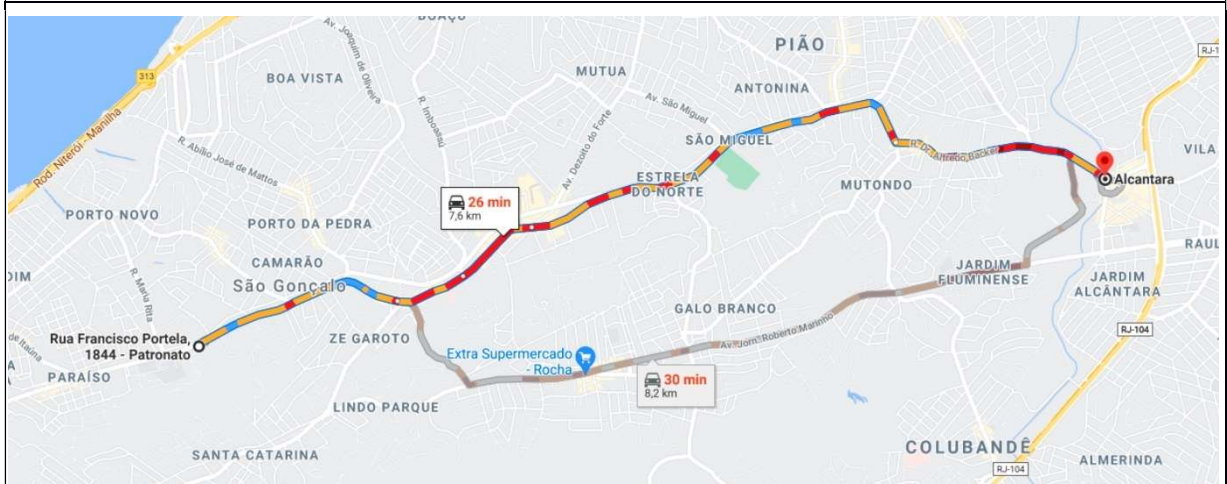 PIÃO
RJ-1
313
BOA VISTA
Av. Joaquim de Oliveira
MUTUA
ANTONINA
Av. São Miguel
R. Imboassú
Av. Dezoito do Forte
SÃO MIGUEL
R. Dr. Alfredo Backer
VILA
Rod. Niterói - Manilha
R. Abílio José de Mattos
ESTRELA
DO NORTE
MUTONDO
Alcantara
26 min
7,6 km
PORTO NOVO
PORTO DA PEDRA
RAUL
CAMARÃO
São Gonçalo
R. Maria Rita
JARDIM
FLUMINENSE
JARDIM
ALCÂNTARA
DIM
de Itaúna
GALO BRANCO
Rua Francisco Portela,
1844 - Patronato
ZE GAROTO
Av. Jorn. Roberto Marinho
RJ-104
Extra Supermercado
- Rocha
PARAÍSO
30 min
8,2 km
LINDO PARQUE
SANTA CATARINA
COLUBANDÊ
RJ-104
ALMERINDA